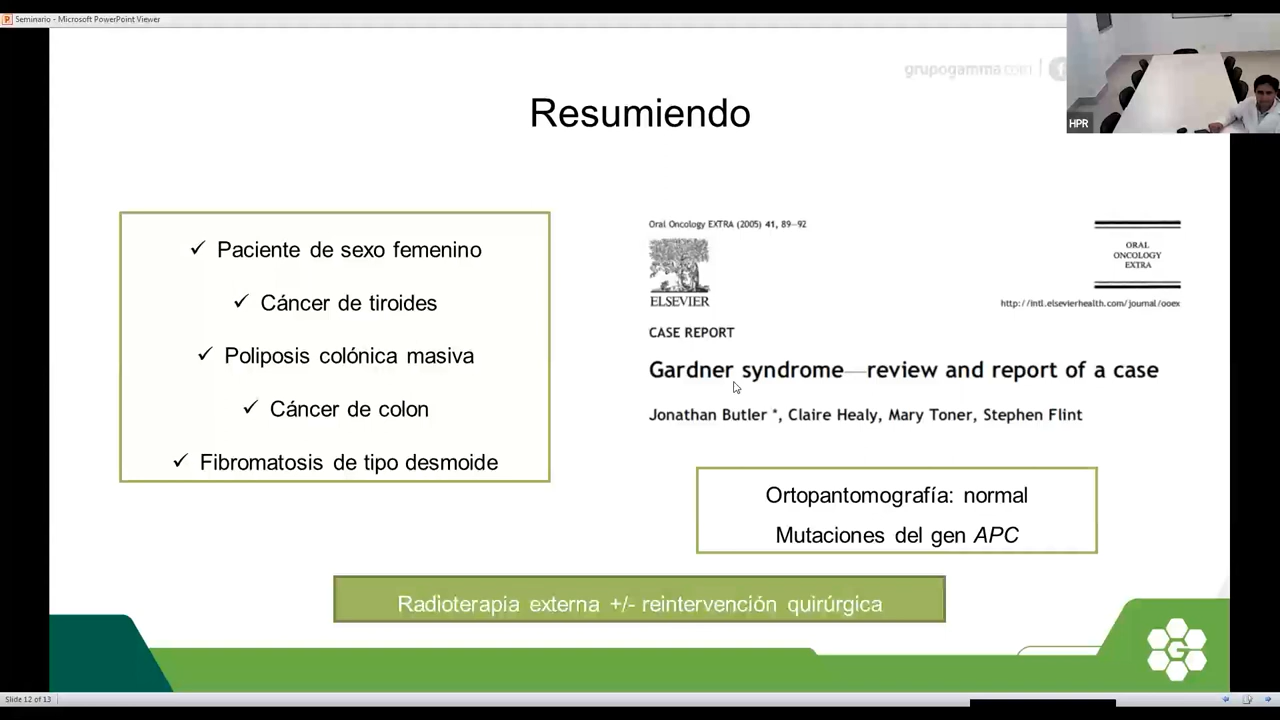 Seminario - Microsoft PowerPoint Viewer
grupogamma.com
HPR
Resumiendo
✓ Paciente de sexo femenino
✓ Cáncer de tiroides
✓ Poliposis colónica masiva
✓ Cáncer de colon
✓ Fibromatosis de tipo desmoide
Oral Oncology EXTRA (2005) 41, 89–92
ELSEVIER
ORAL
ONCOLOGY
EXTRA
http://intl.elsevierhealth.com/journal/ooex
CASE REPORT
Gardner syndrome—review and report of a case
Jonathan Butler *, Claire Healy, Mary Toner, Stephen Flint
Ortopantomografía: normal
Mutaciones del gen APC
Radioterapia externa +/- reintervención quirúrgica
G
Slide 12 of 13